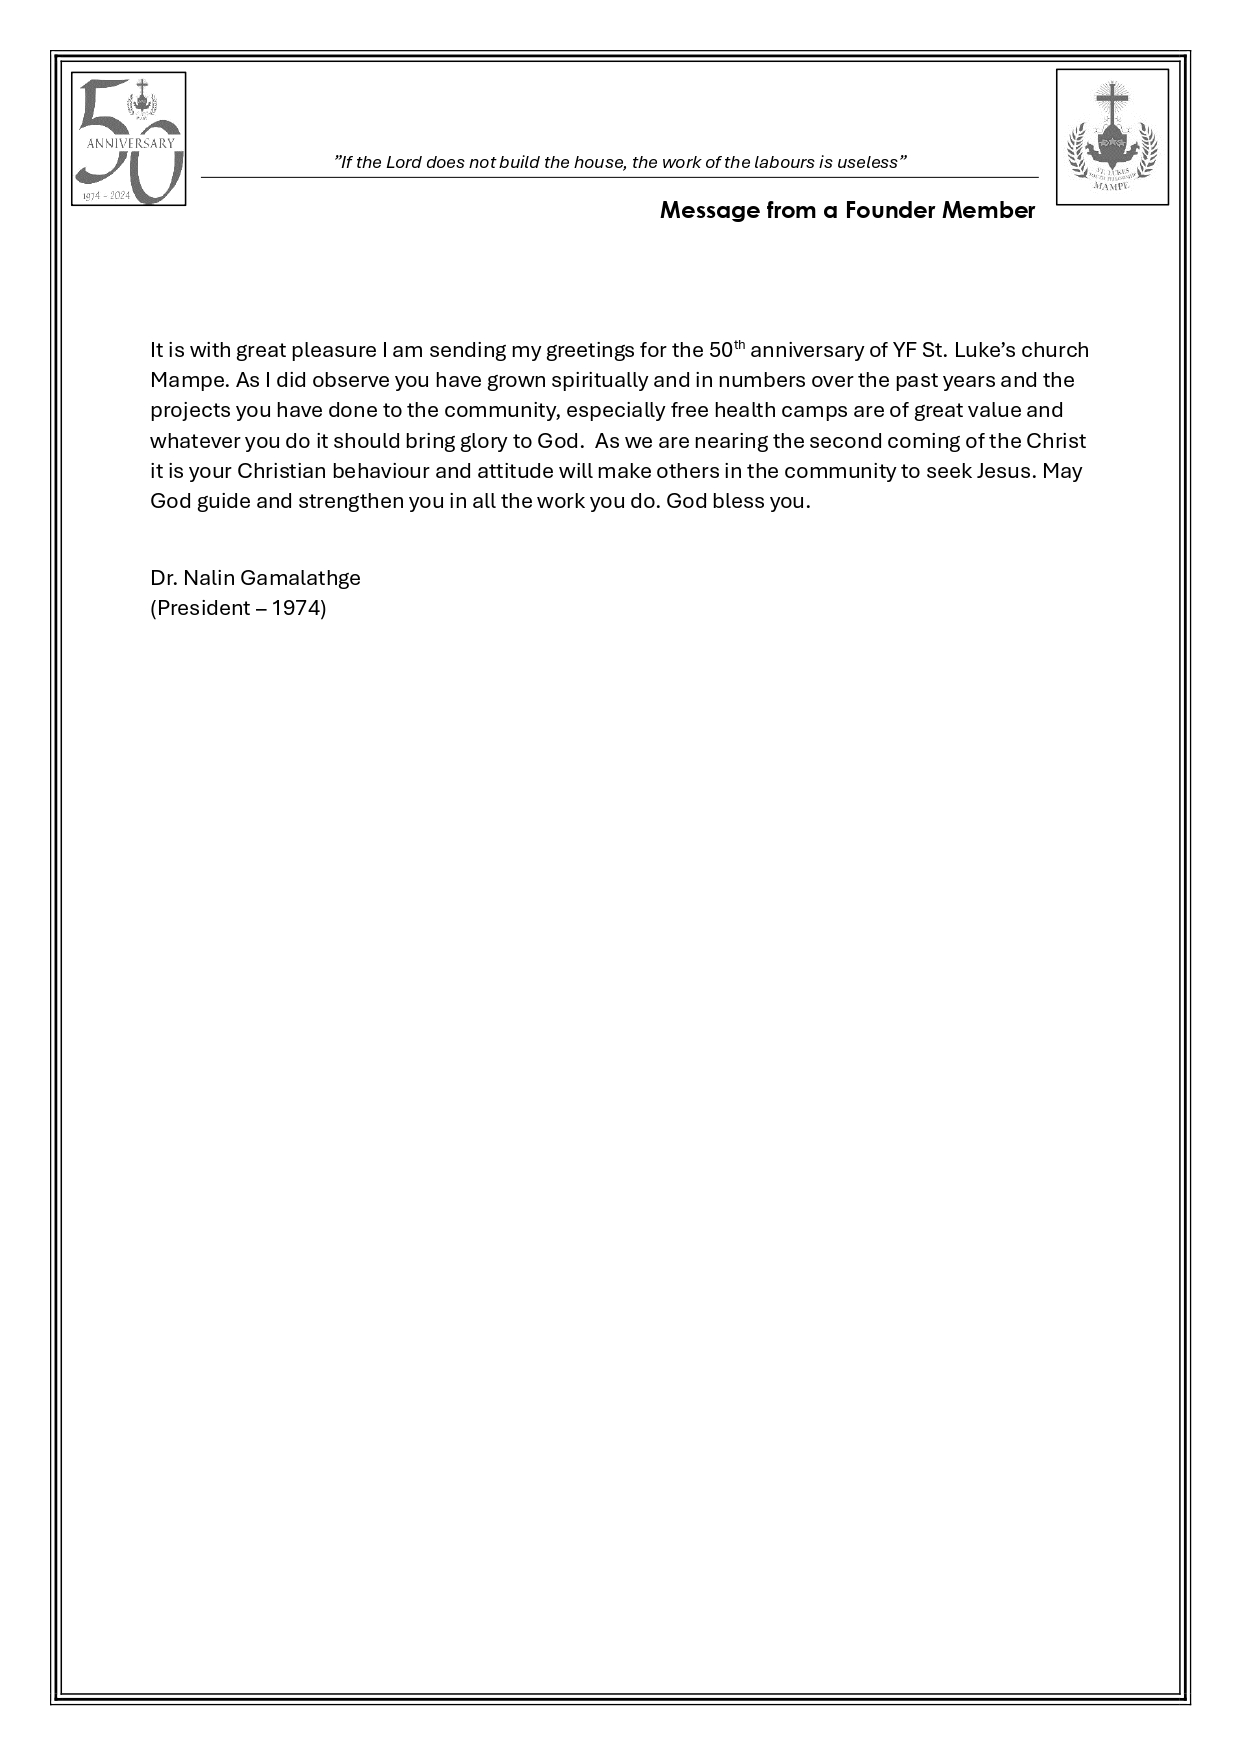 50
ANNIVERSARY
1974 - 2024
”If the Lord does not build the house, the work of the labours is useless”
ST. LUKES
YOUTH FELLOWSHIP
MAMPE
Message from a Founder Member
It is with great pleasure I am sending my greetings for the 50th anniversary of YF St. Luke’s church
Mampe. As I did observe you have grown spiritually and in numbers over the past years and the
projects you have done to the community, especially free health camps are of great value and
whatever you do it should bring glory to God.  As we are nearing the second coming of the Christ
it is your Christian behaviour and attitude will make others in the community to seek Jesus. May
God guide and strengthen you in all the work you do. God bless you.
Dr. Nalin Gamalathge
(President – 1974)